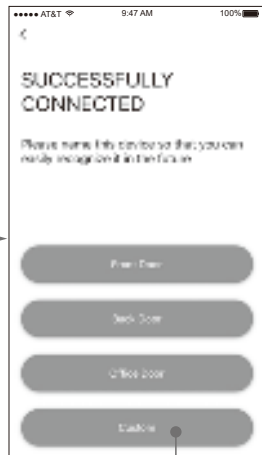 AT&T 9:47 AM 100%
SUCCESSFULLY
CONNECTED
Please name this device so that you can
easily recognize it in the future
Front Door
Back Door
Office Door
Custom